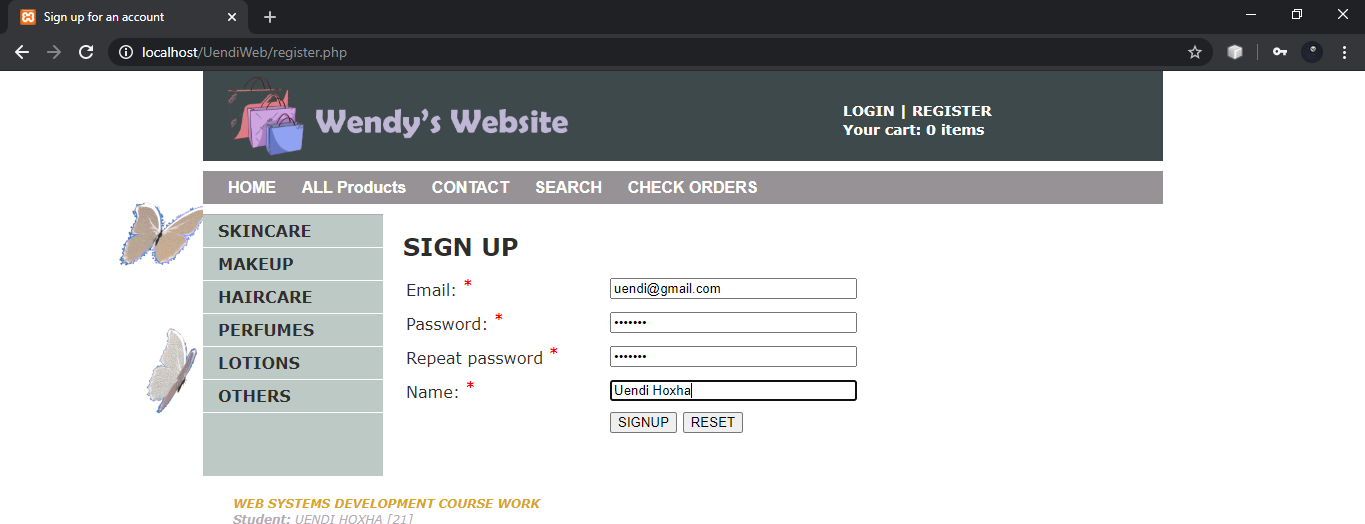 Sign up for an account
localhost/UendiWeb/register.php
Wendy's Website
LOGIN | REGISTER
Your cart: 0 items
HOME ALL Products CONTACT SEARCH CHECK ORDERS
SKINCARE
MAKEUP
HAIRCARE
PERFUMES
LOTIONS
OTHERS
SIGN UP
Email: * uendi@gmail.com
Password: * •••••••
Repeat password * •••••••
Name: * Uendi Hoxha
SIGNUP RESET
WEB SYSTEMS DEVELOPMENT COURSE WORK
Student: UENDI HOXHA [21]